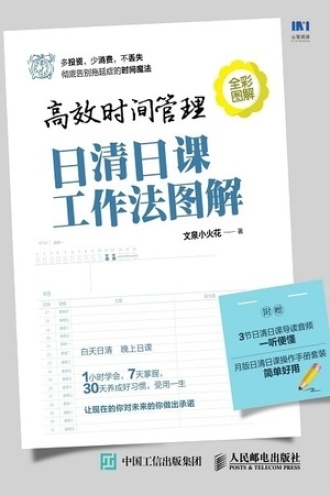 多投资，少消费，不丢失
彻底告别拖延症的时间魔法
全彩
图解
高效时间管理
日清日课
工作法图解
文泉小火花——著
附赠
3节日清日课导读音频
一听便懂
月版日清日课操作手册套装
简单好用
白天日清 晚上日课
1小时学会，7天掌握，
30天养成好习惯，受用一生
让现在的你对未来的你做出承诺
中国工信出版集团
人民邮电出版社